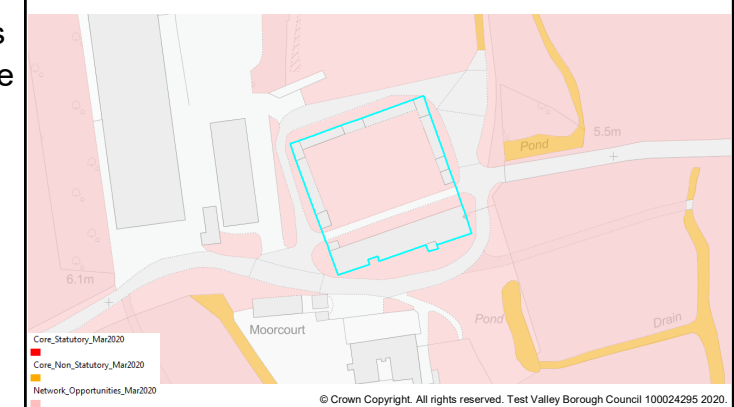 s
e
Pond
5.5m
6.1m
Moorcourt
Pond
Drain
Core_Statutory_Mar2020
Core_Non_Statutory_Mar2020
Network_Opportunities_Mar2020
© Crown Copyright. All rights reserved. Test Valley Borough Council 100024295 2020.